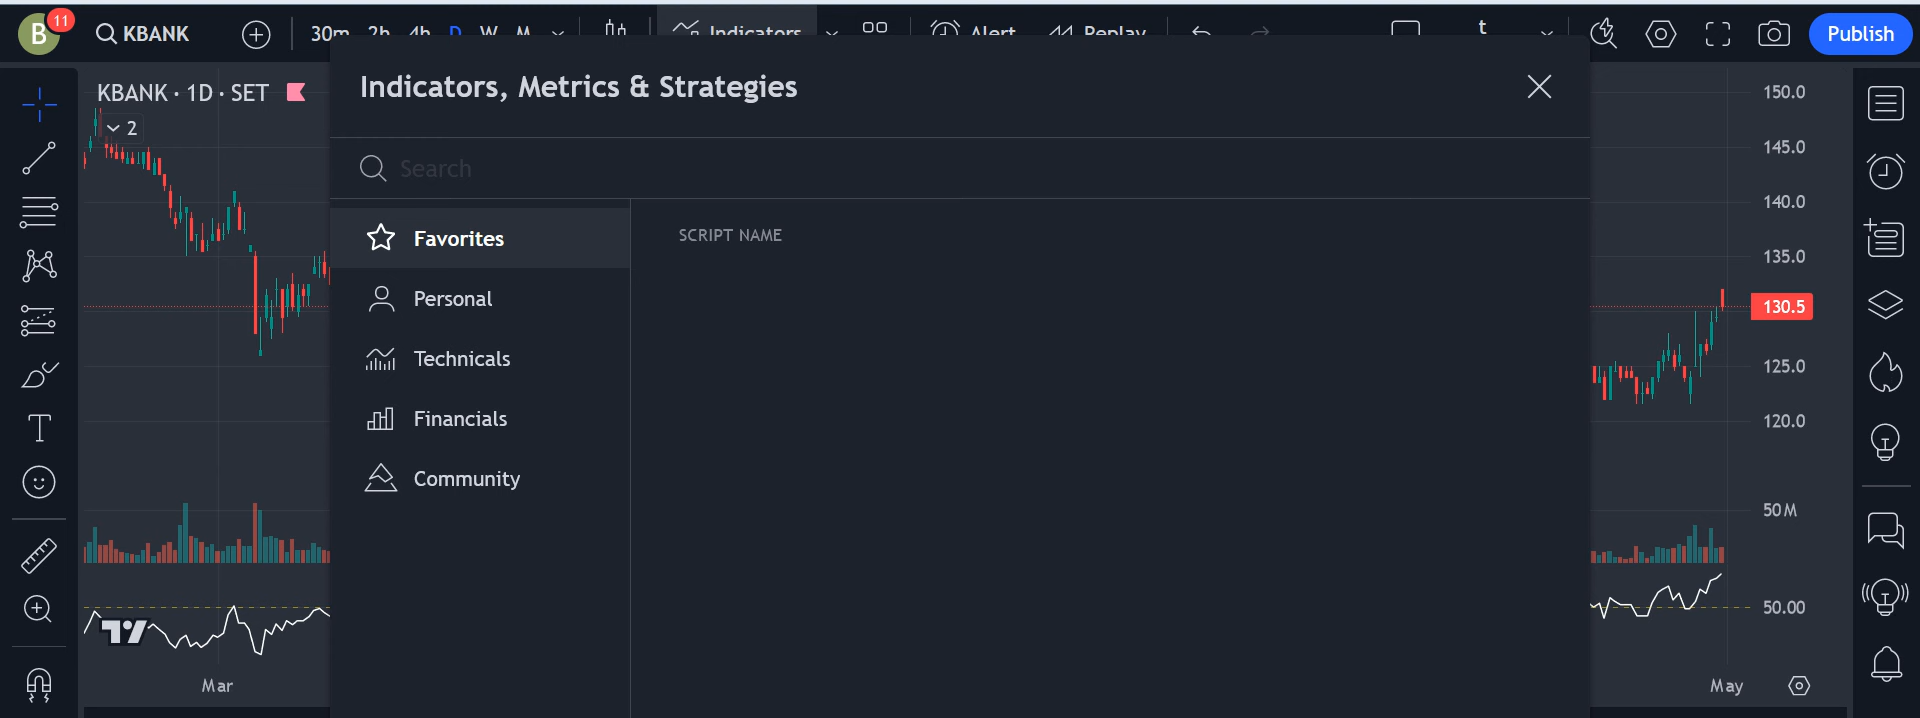 B 11 KBANK 30m 2h 4h D W M Indicators Alert Replay t Publish
KBANK · 1D · SET
2
Indicators, Metrics & Strategies
Search
Favorites
Personal
Technicals
Financials
Community
SCRIPT NAME
150.0
145.0
140.0
135.0
130.5
125.0
120.0
50M
50.00
Mar
May